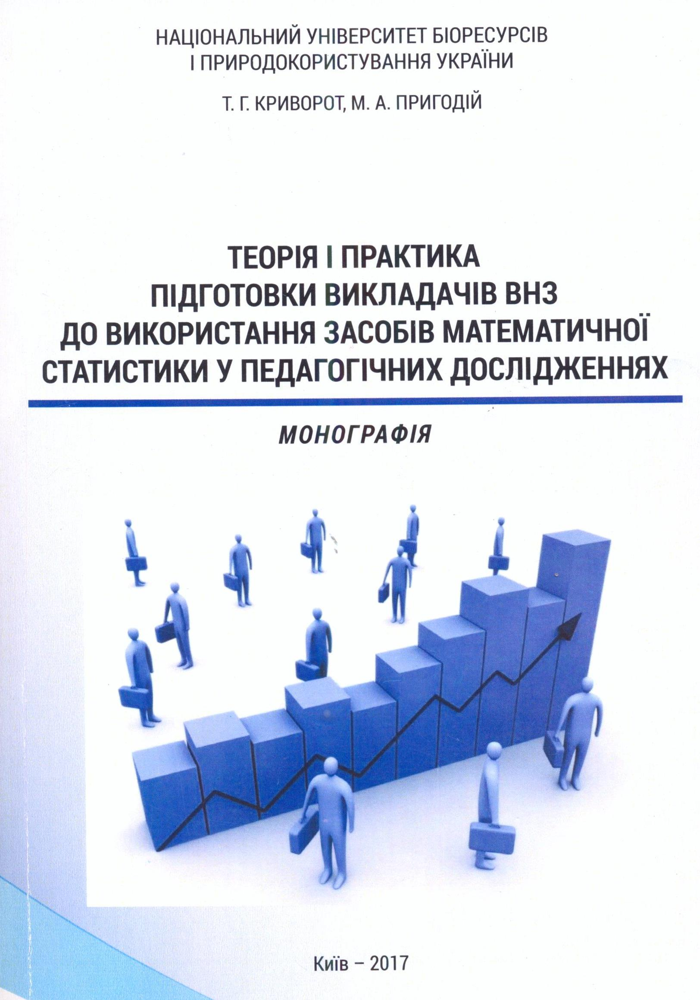 НАЦІОНАЛЬНИЙ УНІВЕРСИТЕТ БІОРЕСУРСІВ
І ПРИРОДОКОРИСТУВАННЯ УКРАЇНИ
Т. Г. КРИВОРОТ, М. А. ПРИГОДІЙ
ТЕОРІЯ І ПРАКТИКА
ПІДГОТОВКИ ВИКЛАДАЧІВ ВНЗ
ДО ВИКОРИСТАННЯ ЗАСОБІВ МАТЕМАТИЧНОЇ
СТАТИСТИКИ У ПЕДАГОГІЧНИХ ДОСЛІДЖЕННЯХ
МОНОГРАФІЯ
Київ – 2017